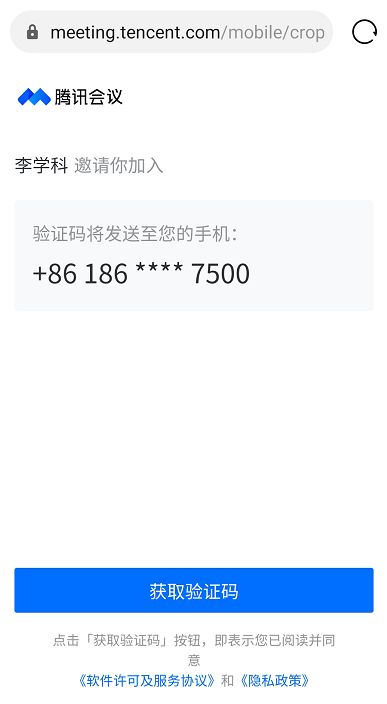 meeting.tencent.com/mobile/crop
腾讯会议
李学科 邀请你加入
验证码将发送至您的手机：
+86 186 **** 7500
获取验证码
点击「获取验证码」按钮，即表示您已阅读并同
意
《软件许可及服务协议》和《隐私政策》